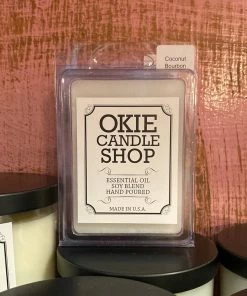 Coconut
Bourbon
OKIE
CANDLE
SHOP
ESSENTIAL OIL
SOY BLEND
HAND POURED
MADE IN U.S.A.